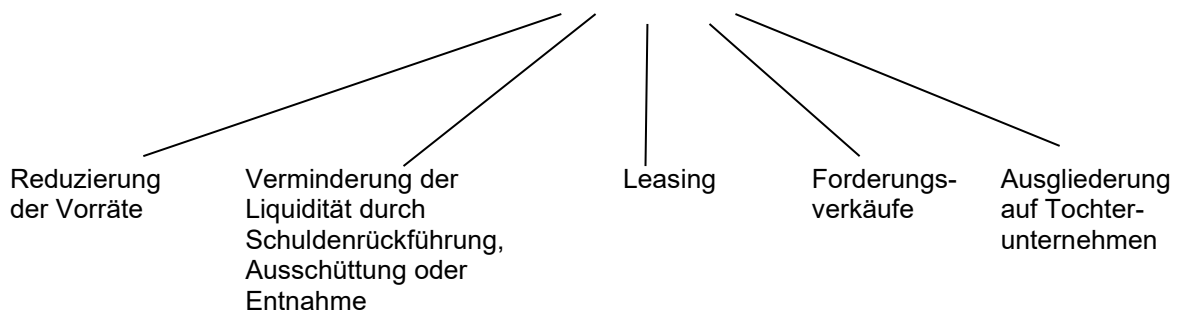 Reduzierung
der Vorräte
Verminderung der
Liquidität durch
Schuldenrückführung,
Ausschüttung oder
Entnahme
Leasing
Forderungs-
verkäufe
Ausgliederung
auf Tochter-
unternehmen